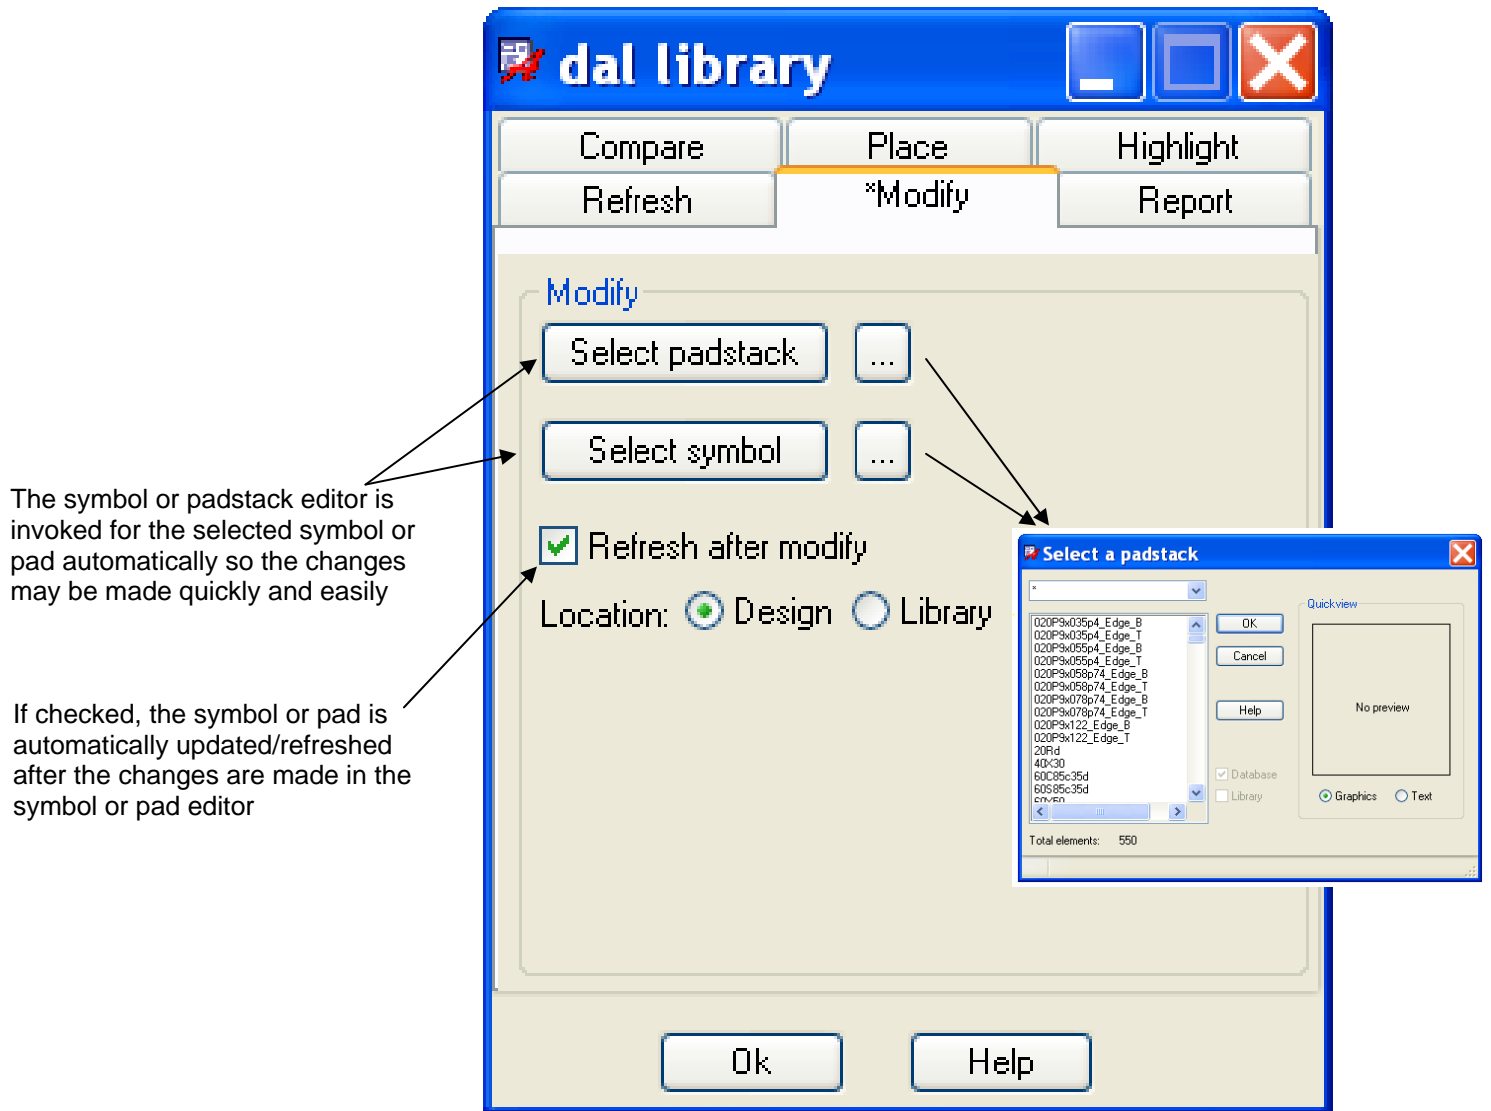 dal library
Compare Place Highlight
Refresh *Modify Report
Modify
Select padstack ...
Select symbol ...
Refresh after modify
Location: Design Library
The symbol or padstack editor is
invoked for the selected symbol or
pad automatically so the changes
may be made quickly and easily
If checked, the symbol or pad is
automatically updated/refreshed
after the changes are made in the
symbol or pad editor
Select a padstack
*
020P9x035p4_Edge_B
020P9x035p4_Edge_T
020P9x055p4_Edge_B
020P9x055p4_Edge_T
020P9x058p74_Edge_B
020P9x058p74_Edge_T
020P9x078p74_Edge_B
020P9x078p74_Edge_T
020P9x122_Edge_B
020P9x122_Edge_T
20Rd
40X30
60C85c35d
60S85c35d
OK
Cancel
Help
Database
Library
Quickview
No preview
Graphics Text
Total elements: 550
Ok Help